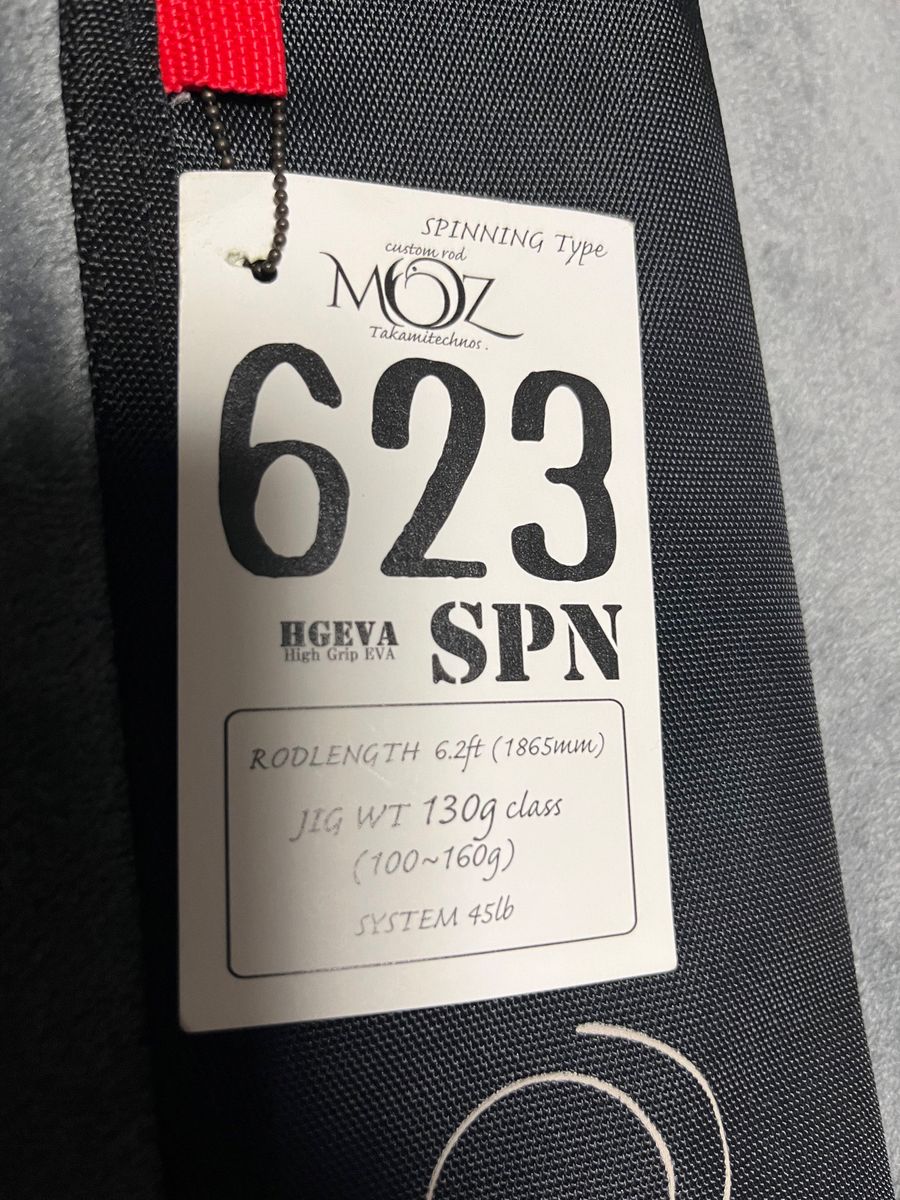 SPINNING Type
custom rod
MOZ
Takamitechnos.
623
HGEVA
High Grip EVA
SPN
RODLENGTH 6.2ft (1865mm)
JIG WT 130g class
(100~160g)
SYSTEM 45lb